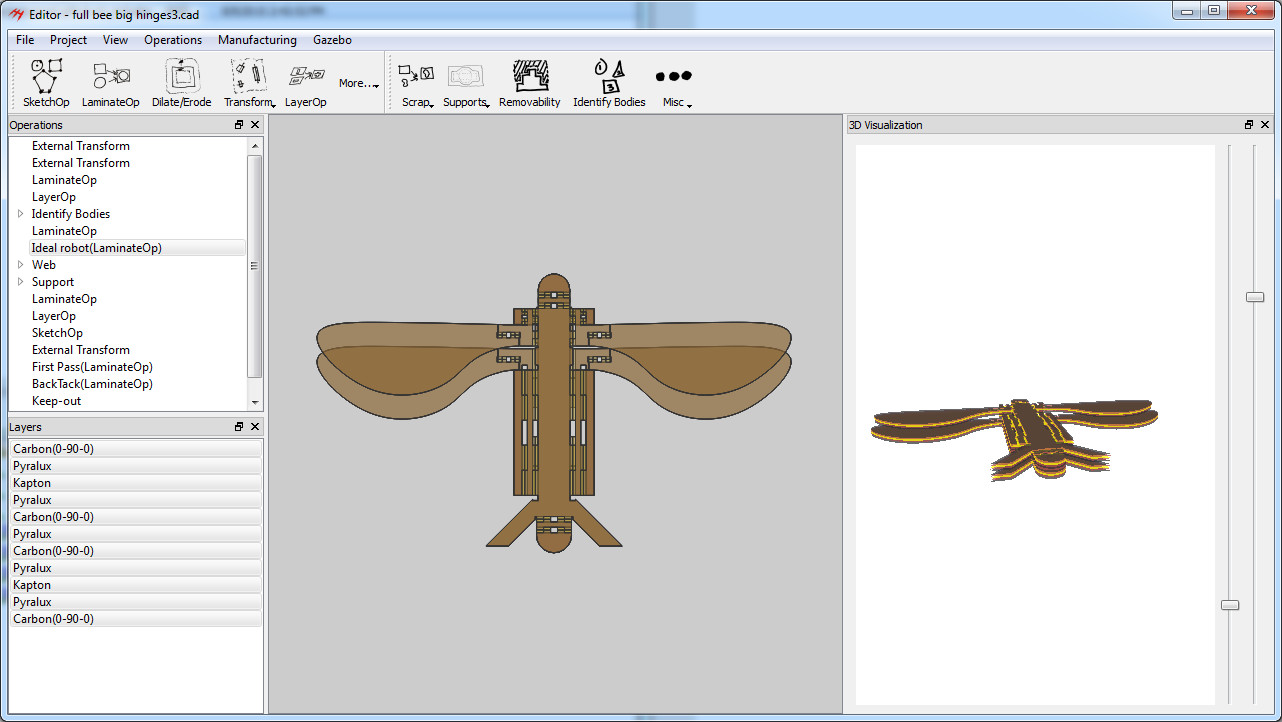 Editor - full bee big hinges3.cad
File Project View Operations Manufacturing Gazebo
SketchOp LaminateOp Dilate/Erode Transform LayerOp More... Scrap Supports Removability Identify Bodies Misc
Operations
External Transform
External Transform
LaminateOp
LayerOp
Identify Bodies
LaminateOp
Ideal robot(LaminateOp)
Web
Support
LaminateOp
LayerOp
SketchOp
External Transform
First Pass(LaminateOp)
BackTack(LaminateOp)
Keep-out
Layers
Carbon(0-90-0)
Pyralux
Kapton
Pyralux
Carbon(0-90-0)
Pyralux
Carbon(0-90-0)
Pyralux
Kapton
Pyralux
Carbon(0-90-0)
3D Visualization